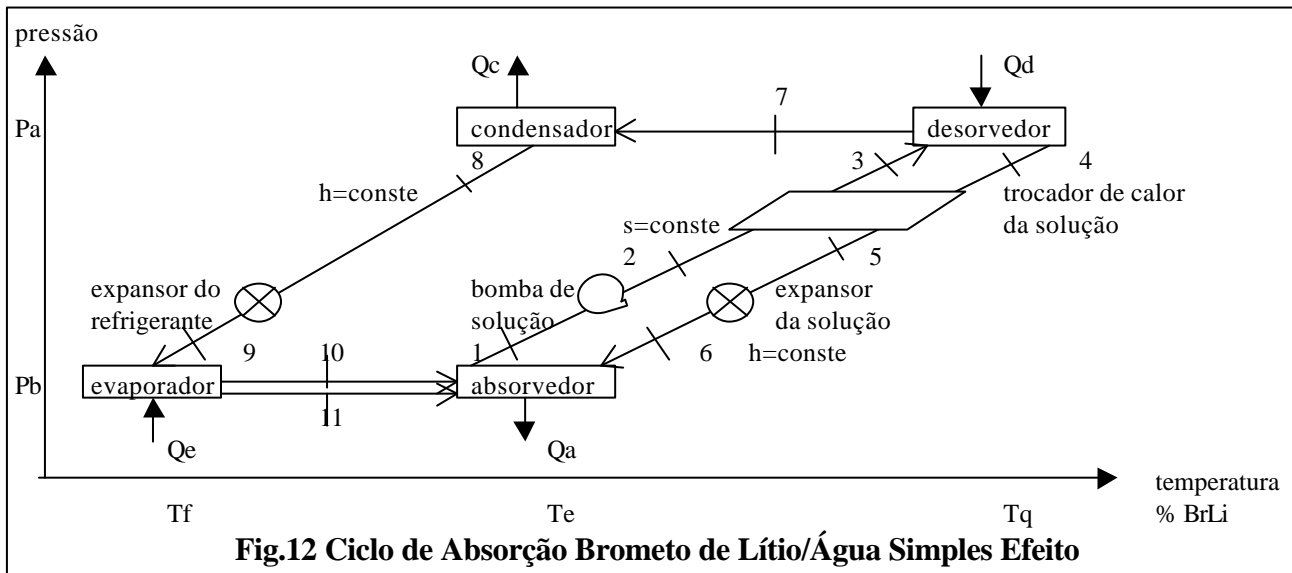 pressão
Qc
Qd
7
Pa
condensador
desorvedor
8
3
4
h=conste
trocador de calor
da solução
s=conste
2
5
expansor do
refrigerante
bomba de
solução
expansor
da solução
h=conste
9
10
1
6
Pb
evaporador
absorvedor
11
Qe
Qa
temperatura
% BrLi
Tf
Te
Tq
Fig.12 Ciclo de Absorção Brometo de Lítio/Água Simples Efeito